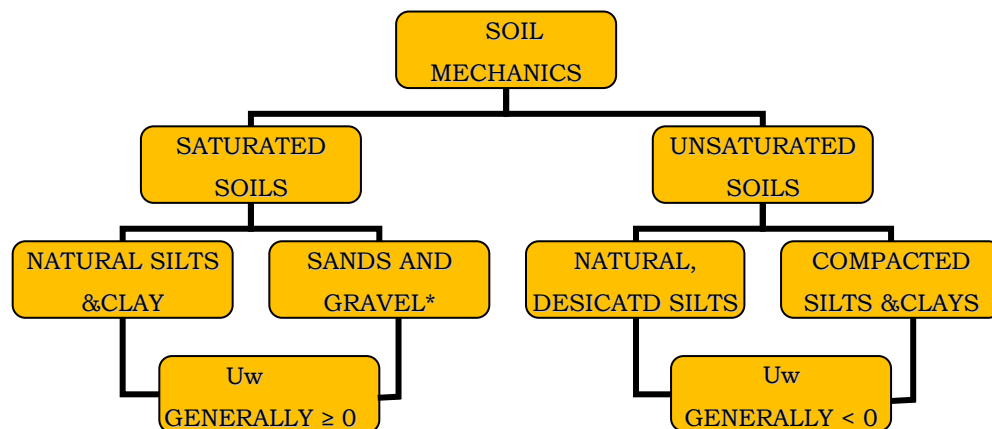 SOIL
MECHANICS
SATURATED
SOILS
UNSATURATED
SOILS
NATURAL SILTS
&CLAY
SANDS AND
GRAVEL*
NATURAL,
DESICATD SILTS
COMPACTED
SILTS &CLAYS
Uw
GENERALLY ≥ 0
Uw
GENERALLY < 0